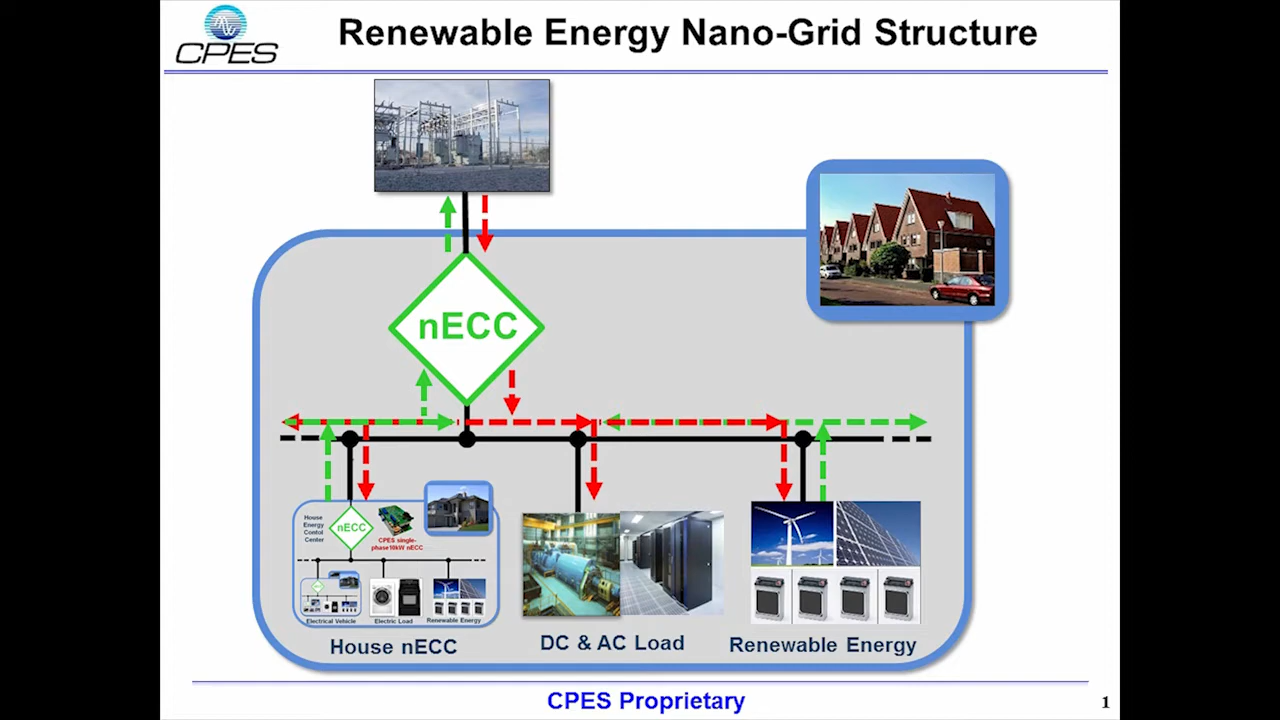 CPES
Renewable Energy Nano-Grid Structure
nECC
House
Energy
Contol
Center
nECC
CPES single-
phase10kW nECC
Electrical Vehicle
Electric Load
Renewable Energy
House nECC
DC & AC Load
Renewable Energy
CPES Proprietary
1